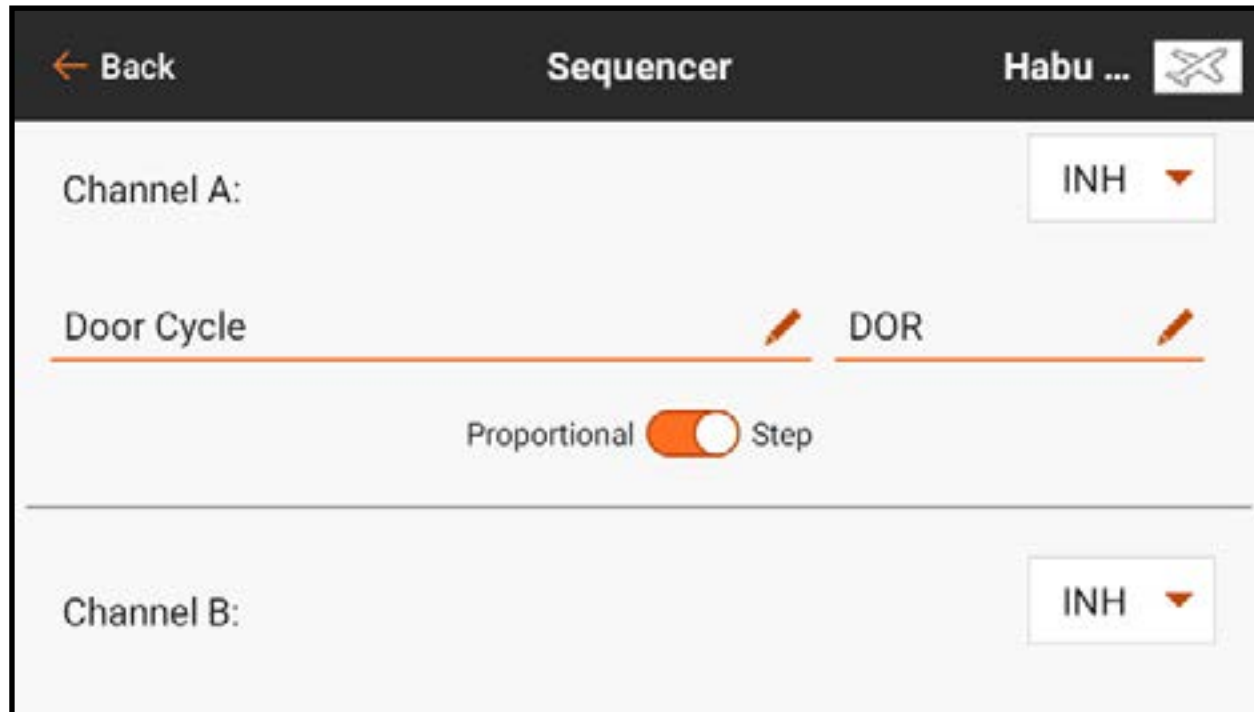 ← Back Sequencer Habu ...
Channel A: INH
Door Cycle DOR
Proportional Step
Channel B: INH